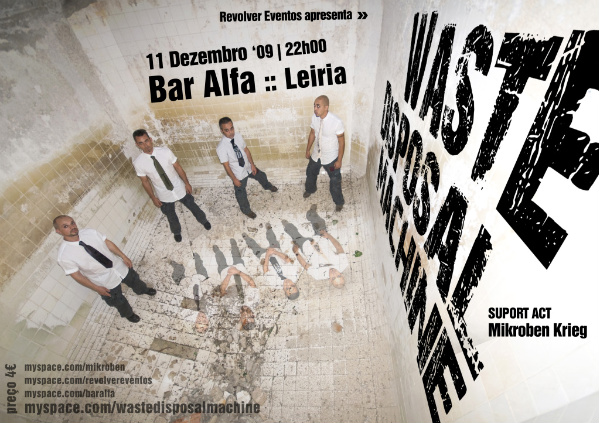 Revolver Eventos apresenta »
11 Dezembro ‘09 | 22h00
Bar Alfa :: Leiria
WASTE
DISPOSAL
MACHINE
SUPORT ACT
Mikroben Krieg
preço 4€
myspace.com/mikroben
myspace.com/revolvereventos
myspace.com/baralfa
myspace.com/wastedisposalmachine